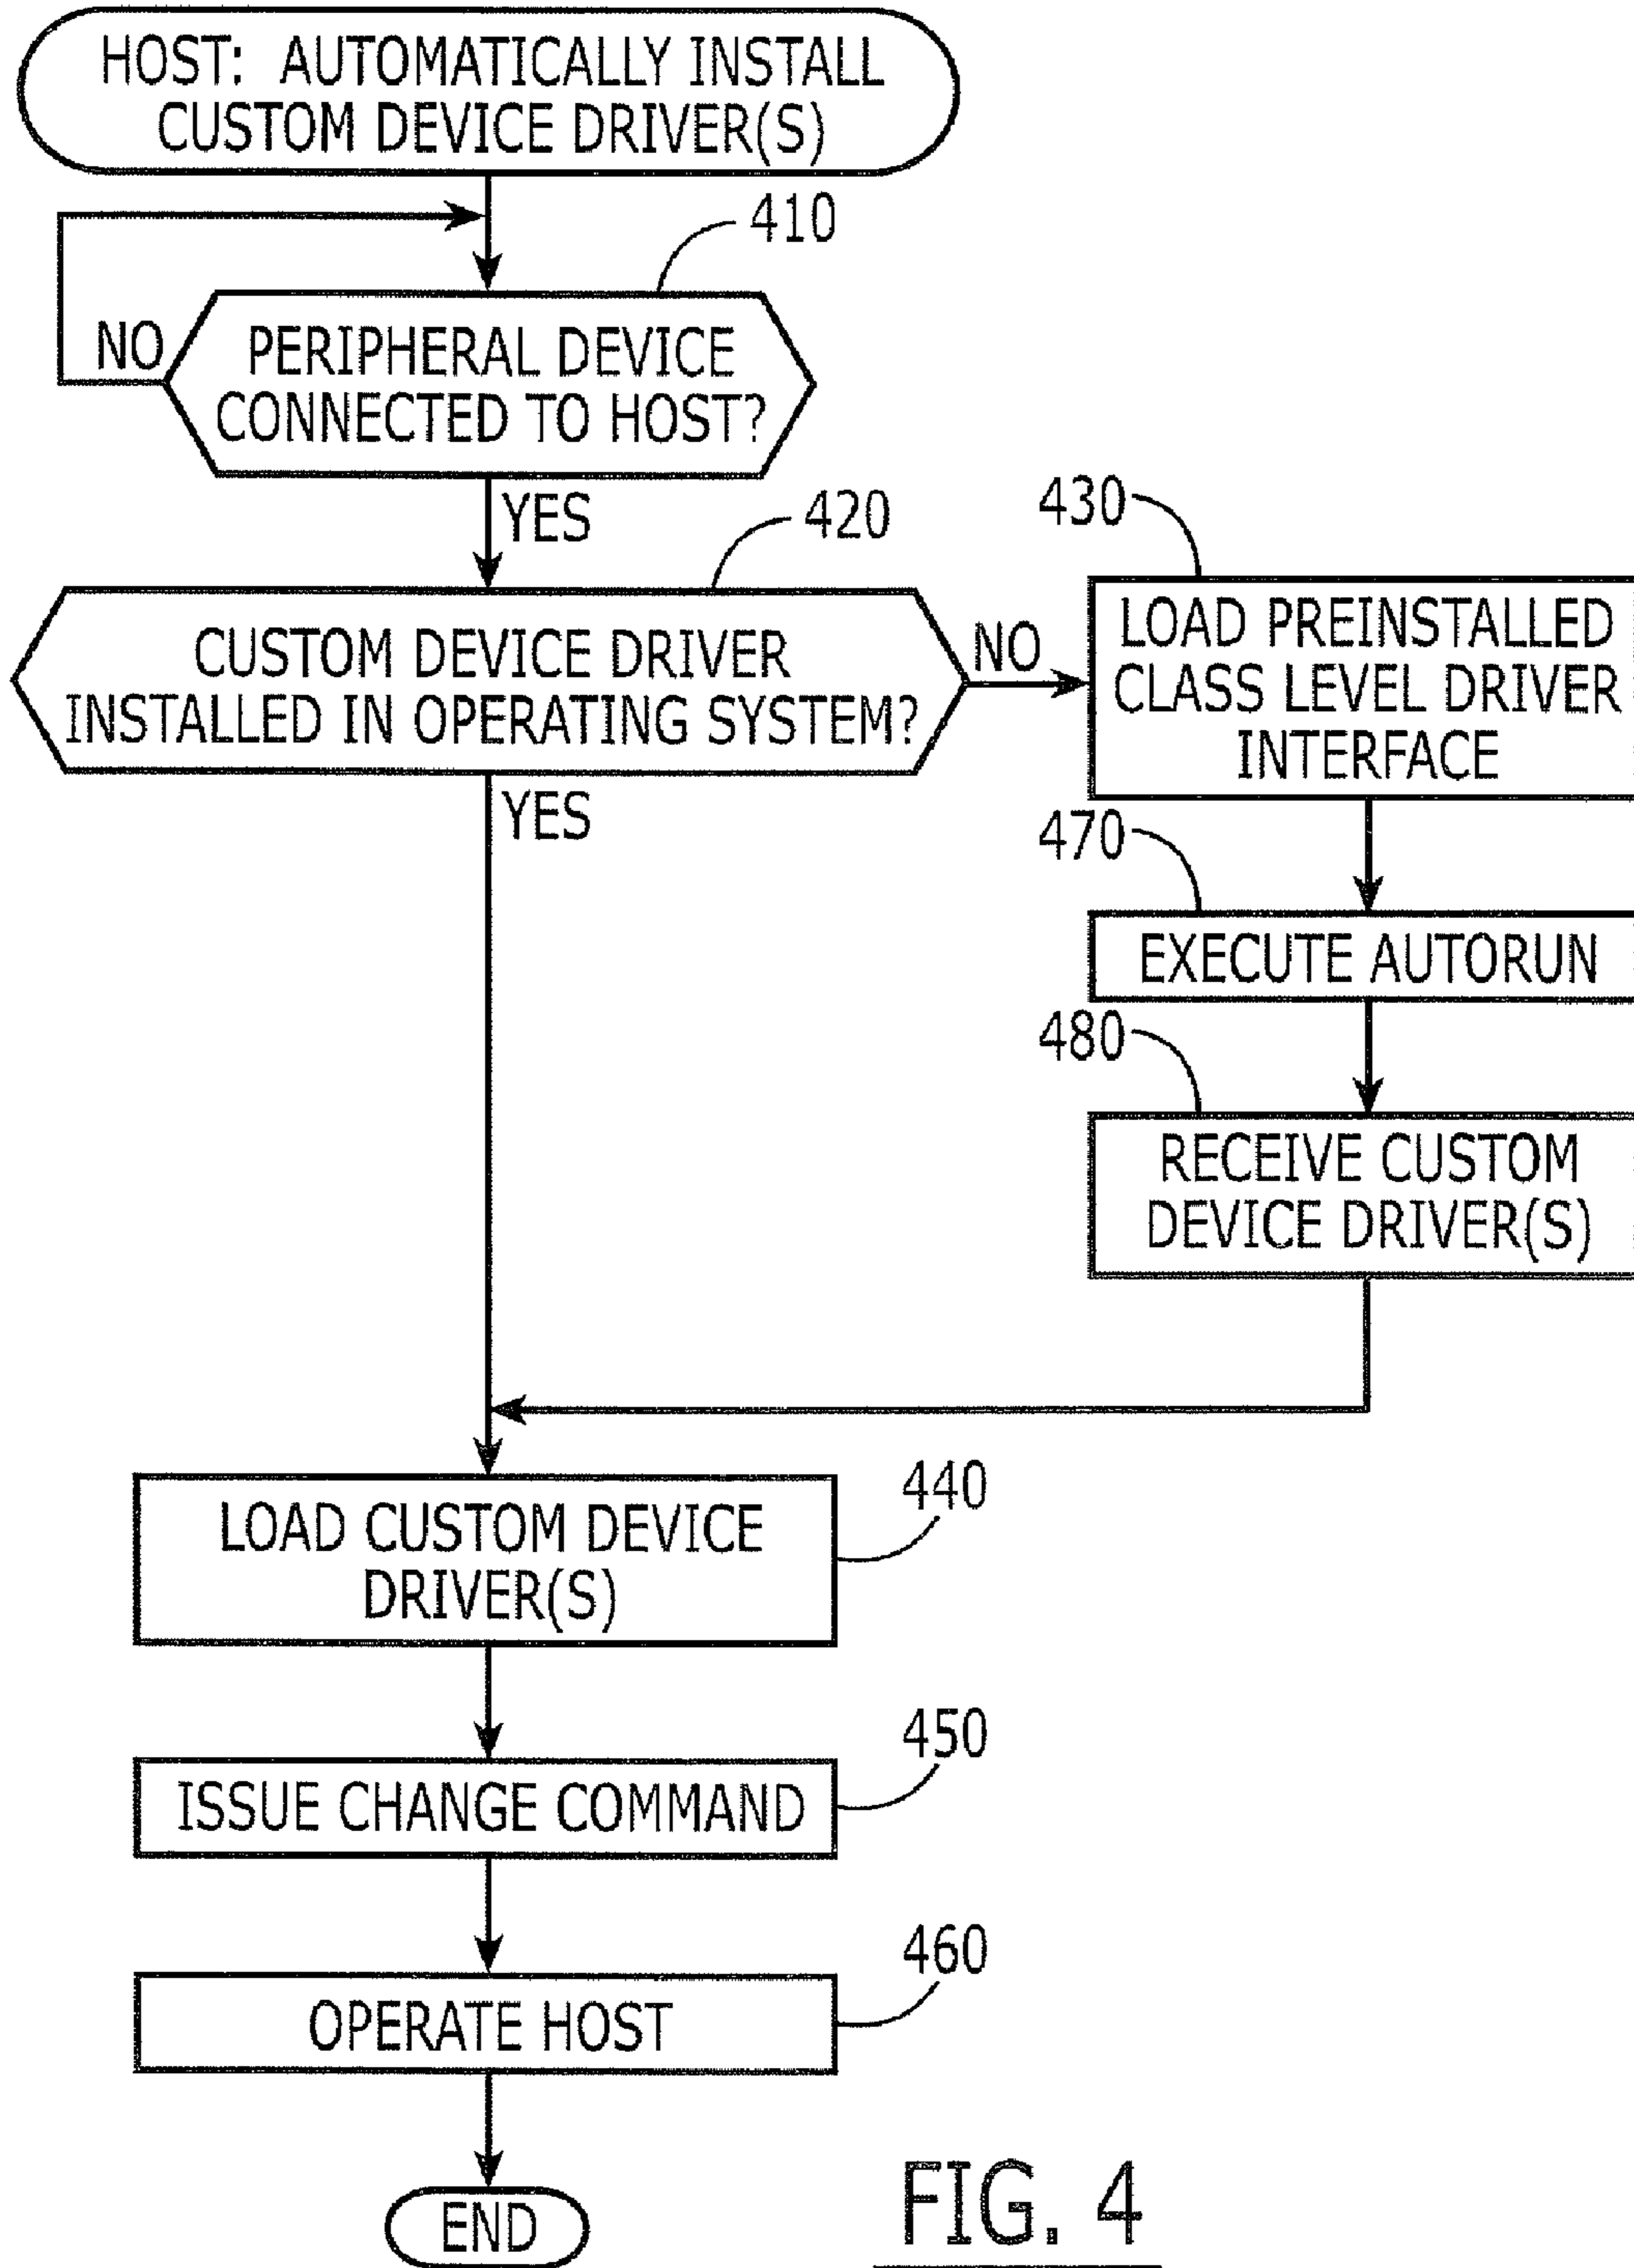 HOST: AUTOMATICALLY INSTALL
CUSTOM DEVICE DRIVER(S)
410
NO
PERIPHERAL DEVICE
CONNECTED TO HOST?
YES
420
430
CUSTOM DEVICE DRIVER
INSTALLED IN OPERATING SYSTEM?
NO
LOAD PREINSTALLED
CLASS LEVEL DRIVER
INTERFACE
YES
470
EXECUTE AUTORUN
480
RECEIVE CUSTOM
DEVICE DRIVER(S)
440
LOAD CUSTOM DEVICE
DRIVER(S)
450
ISSUE CHANGE COMMAND
460
OPERATE HOST
END
FIG. 4